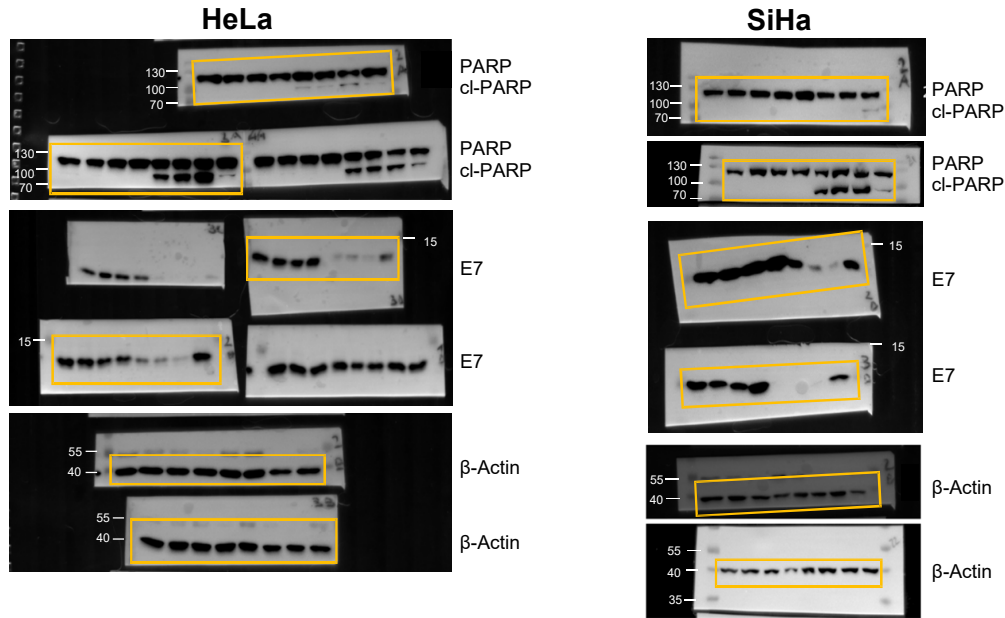 HeLa
SiHa
130
100
70
PARP
cl-PARP
130
100
70
PARP
cl-PARP
15
E7
15
E7
55
40
β-Actin
55
40
β-Actin
130
100
70
PARP
cl-PARP
130
100
70
PARP
cl-PARP
15
E7
15
E7
55
40
β-Actin
55
40
35
β-Actin